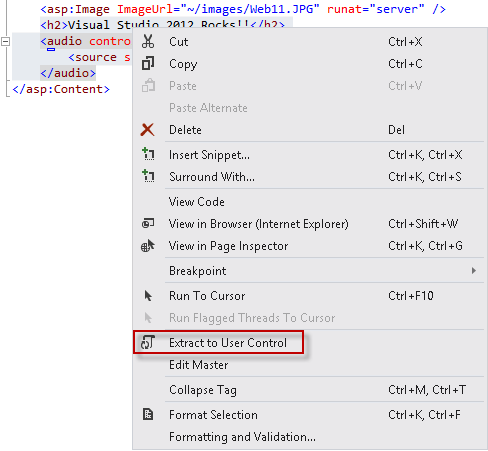 <asp:Image ImageUrl="~/images/Web11.JPG" runat="server" />
<h2>Visual Studio 2012 Rocks!!</h2>
<audio contro
<source s
</audio>
</asp:Content>
Cut Ctrl+X
Copy Ctrl+C
Paste Ctrl+V
Paste Alternate
Delete Del
Insert Snippet... Ctrl+K, Ctrl+X
Surround With... Ctrl+K, Ctrl+S
View Code
View in Browser (Internet Explorer) Ctrl+Shift+W
View in Page Inspector Ctrl+K, Ctrl+G
Breakpoint
Run To Cursor Ctrl+F10
Run Flagged Threads To Cursor
Extract to User Control
Edit Master
Collapse Tag Ctrl+M, Ctrl+T
Format Selection Ctrl+K, Ctrl+F
Formatting and Validation...